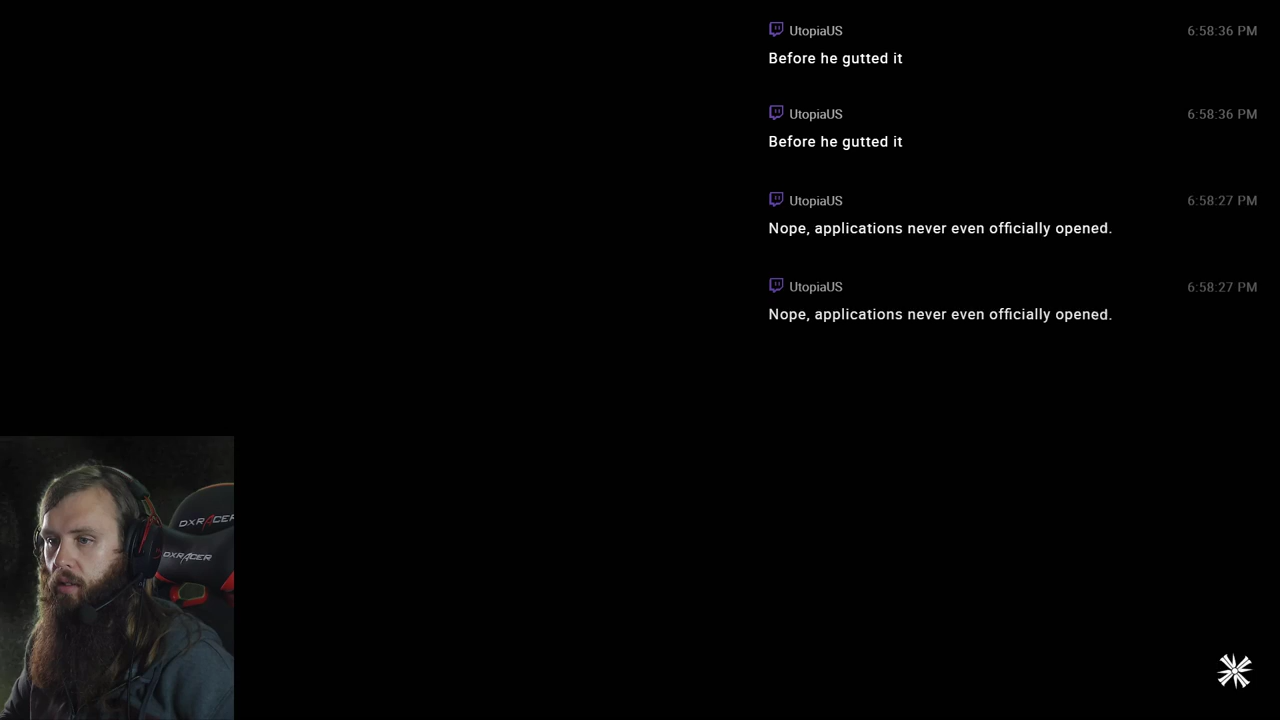 UtopiaUS 6:58:36 PM
Before he gutted it
UtopiaUS 6:58:36 PM
Before he gutted it
UtopiaUS 6:58:27 PM
Nope, applications never even officially opened.
UtopiaUS 6:58:27 PM
Nope, applications never even officially opened.
DXRACER
DXRACER